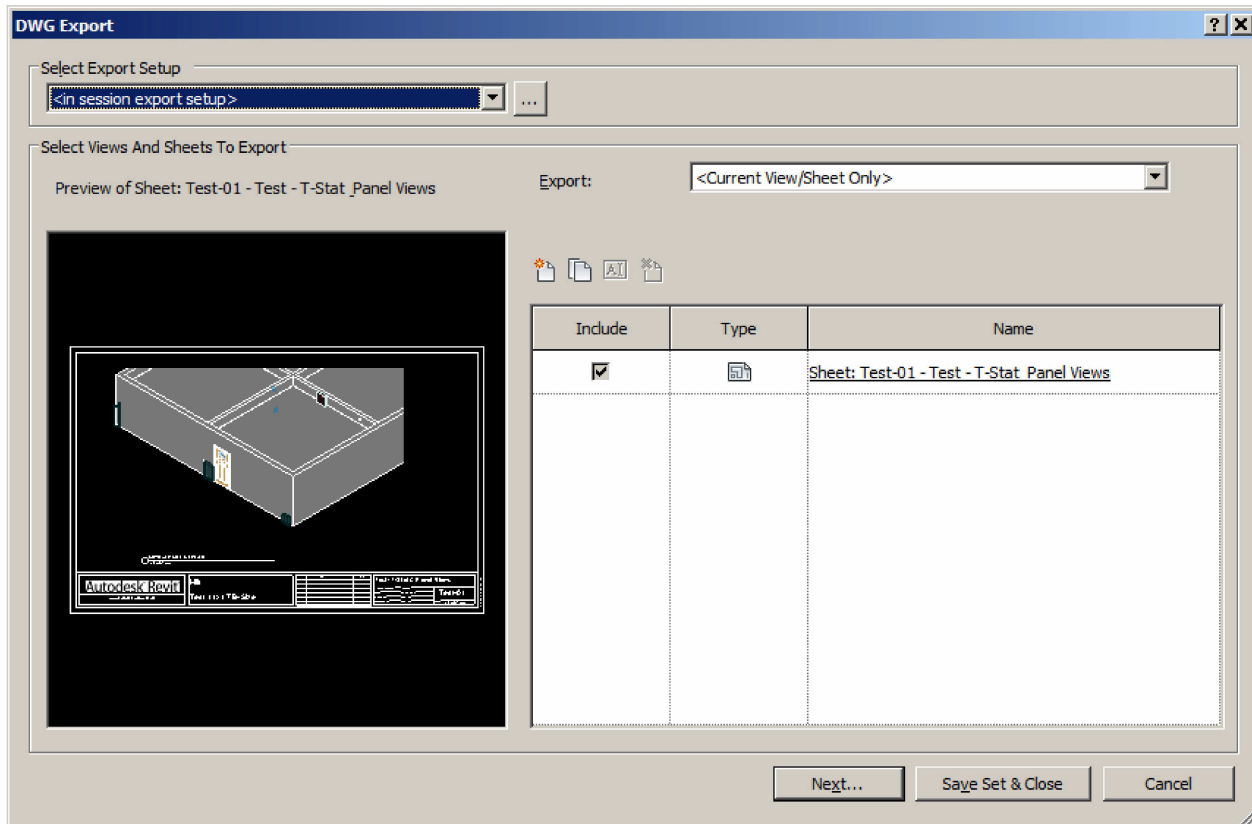 DWG Export
Select Export Setup
<in session export setup>
...
Select Views And Sheets To Export
Preview of Sheet: Test-01 - Test - T-Stat_Panel Views
Export:
<Current View/Sheet Only>
Include Type Name
Sheet: Test-01 - Test - T-Stat_Panel Views
Autodesk Revit
Test-01
Next...
Save Set & Close
Cancel